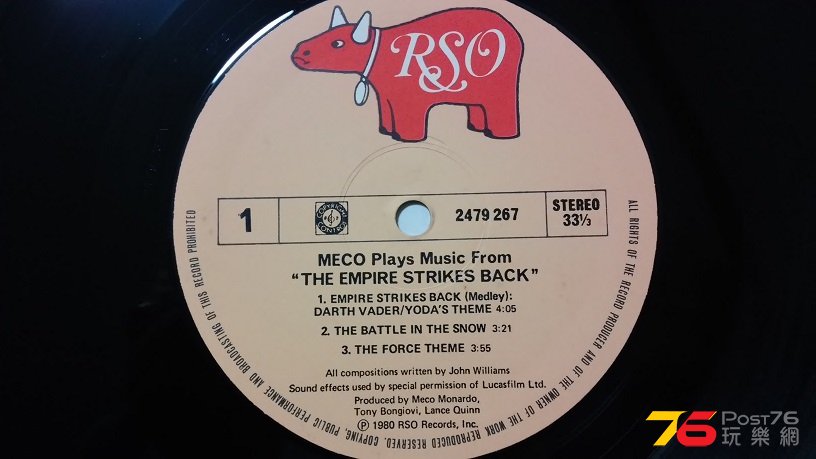 RSO
1
COPYRIGHT CONTROL
2479 267
STEREO
33⅓
MECO Plays Music From
"THE EMPIRE STRIKES BACK"
1. EMPIRE STRIKES BACK (Medley):
DARTH VADER/YODA'S THEME 4:05
2. THE BATTLE IN THE SNOW 3:21
3. THE FORCE THEME 3:55
All compositions written by John Williams
Sound effects used by special permission of Lucasfilm Ltd.
Produced by Meco Monardo,
Tony Bongiovi, Lance Quinn
℗ 1980 RSO Records, Inc.
ALL RIGHTS OF THE RECORD PRODUCER AND OF THE OWNER OF THE WORK REPRODUCED RESERVED. COPYING, PUBLIC PERFORMANCE AND BROADCASTING OF THIS RECORD PROHIBITED
76 Post76
玩樂網